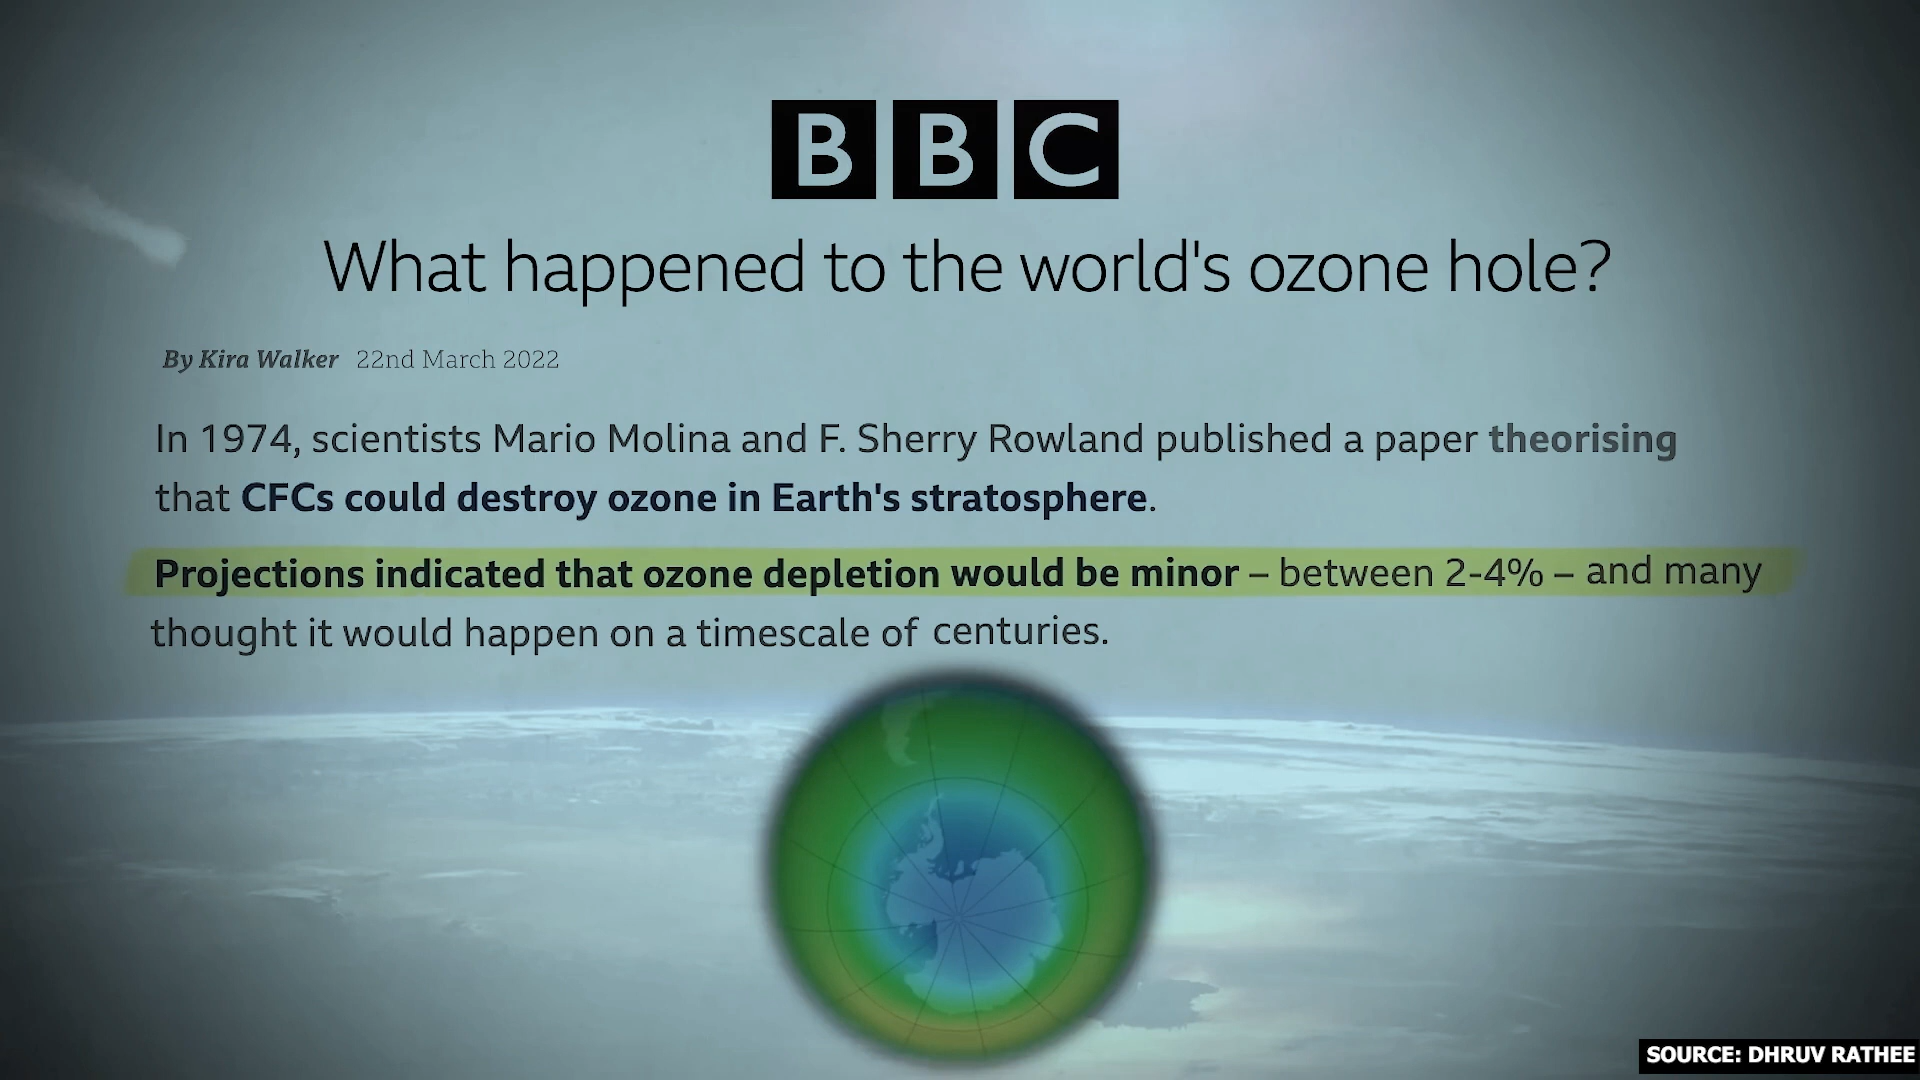 BBC
What happened to the world's ozone hole?
By Kira Walker 22nd March 2022
In 1974, scientists Mario Molina and F. Sherry Rowland published a paper theorising
that CFCs could destroy ozone in Earth's stratosphere.
Projections indicated that ozone depletion would be minor – between 2-4% – and many
thought it would happen on a timescale of centuries.
SOURCE: DHRUV RATHEE